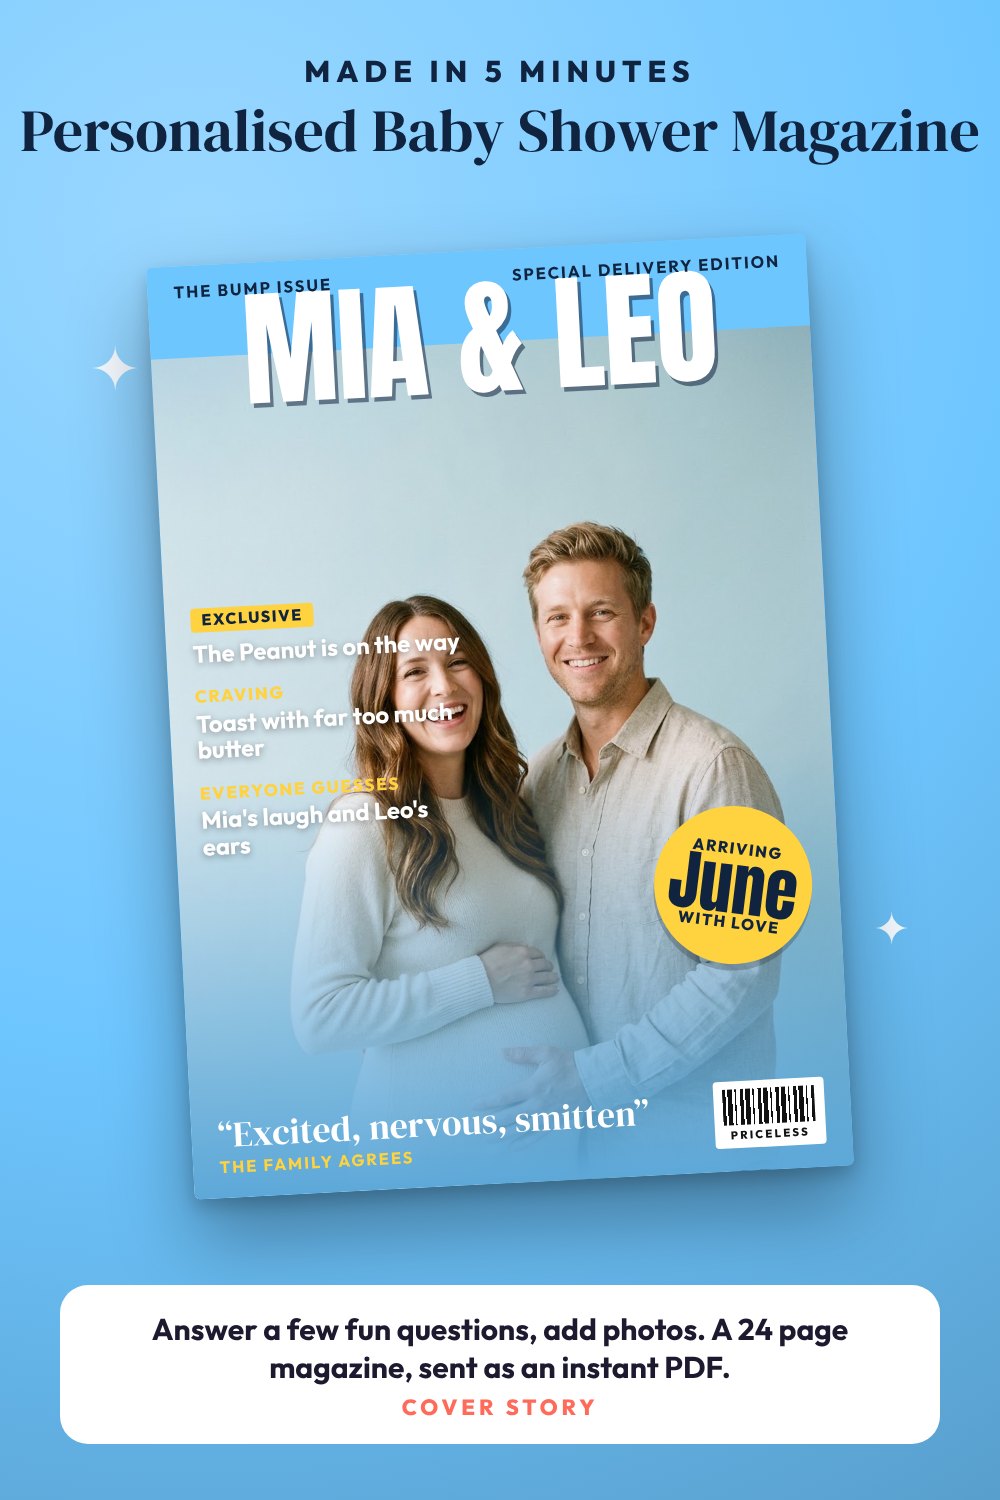 MADE IN 5 MINUTES
Personalised Baby Shower Magazine
THE BUMP ISSUE
SPECIAL DELIVERY EDITION
MIA & LEO
EXCLUSIVE
The Peanut is on the way
CRAVING
Toast with far too much
butter
EVERYONE GUESSES
Mia's laugh and Leo's
ears
ARRIVING
June
WITH LOVE
“Excited, nervous, smitten”
THE FAMILY AGREES
PRICELESS
Answer a few fun questions, add photos. A 24 page
magazine, sent as an instant PDF.
COVER STORY